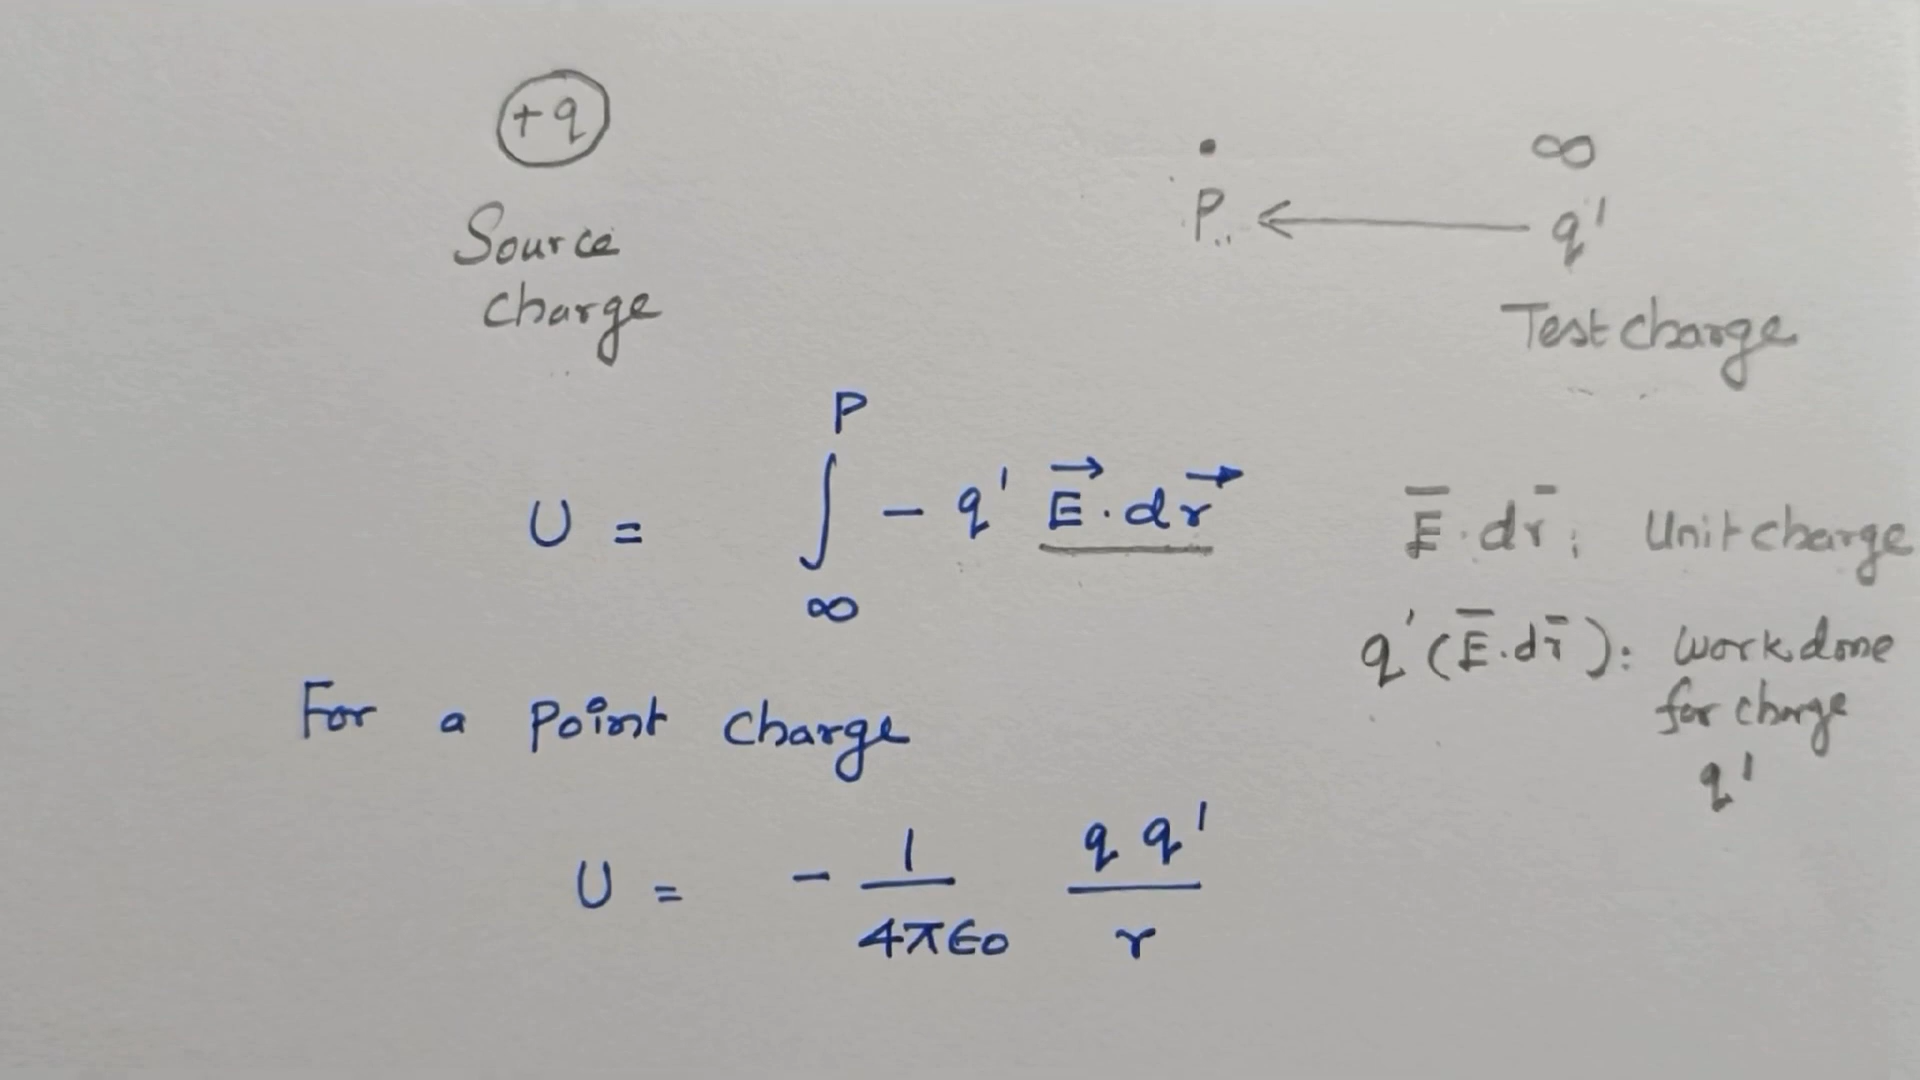 +q
∞
P ← q'
Source
charge
Test charge
P
U = ∫ - q' E⃗ . dr⃗
∞
E̅ . dr̅ : Unit charge
q' (E̅ . dr̅) : work done
for charge
q'
For a point charge
U = - 1/4πϵ0 qq'/r